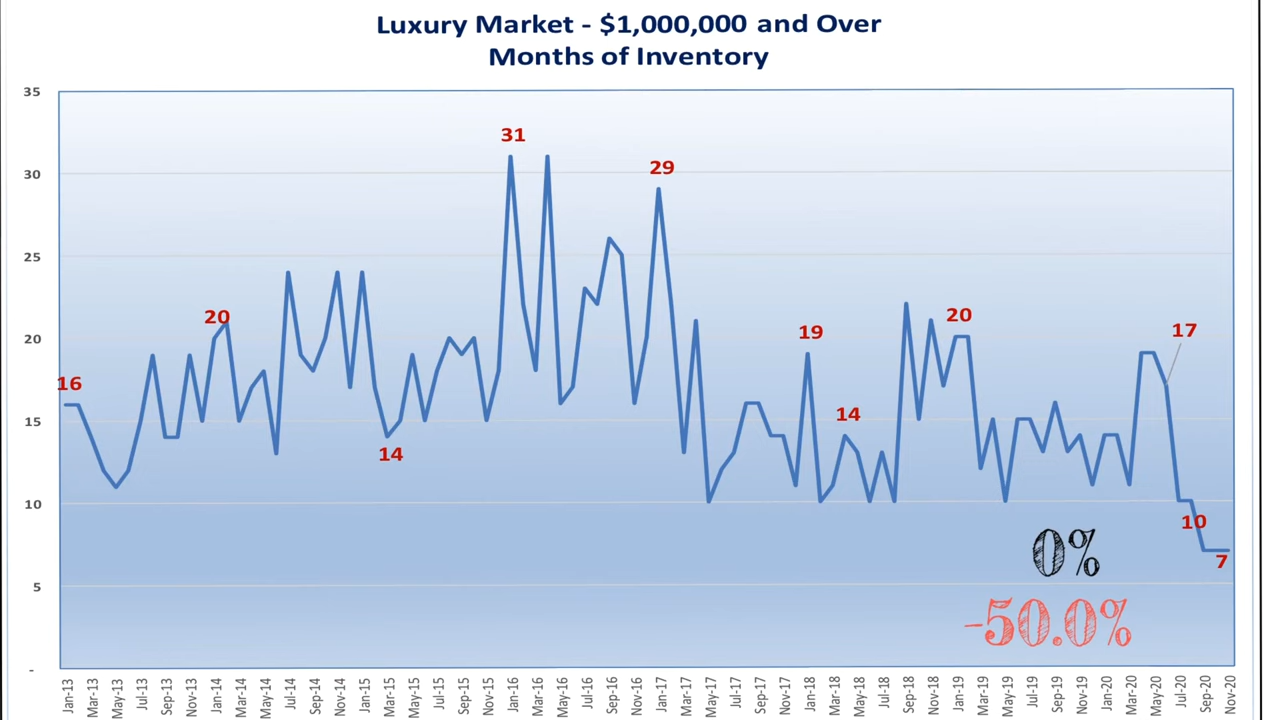 Luxury Market - $1,000,000 and Over
Months of Inventory
35
30
25
20
15
10
5
-
16
20
14
31
29
19
14
20
17
10
7
0%
-50.0%
Jan-13
Mar-13
May-13
Jul-13
Sep-13
Nov-13
Jan-14
Mar-14
May-14
Jul-14
Sep-14
Nov-14
Jan-15
Mar-15
May-15
Jul-15
Sep-15
Nov-15
Jan-16
Mar-16
May-16
Jul-16
Sep-16
Nov-16
Jan-17
Mar-17
May-17
Jul-17
Sep-17
Nov-17
Jan-18
Mar-18
May-18
Jul-18
Sep-18
Nov-18
Jan-19
Mar-19
May-19
Jul-19
Sep-19
Nov-19
Jan-20
Mar-20
May-20
Jul-20
Sep-20
Nov-20